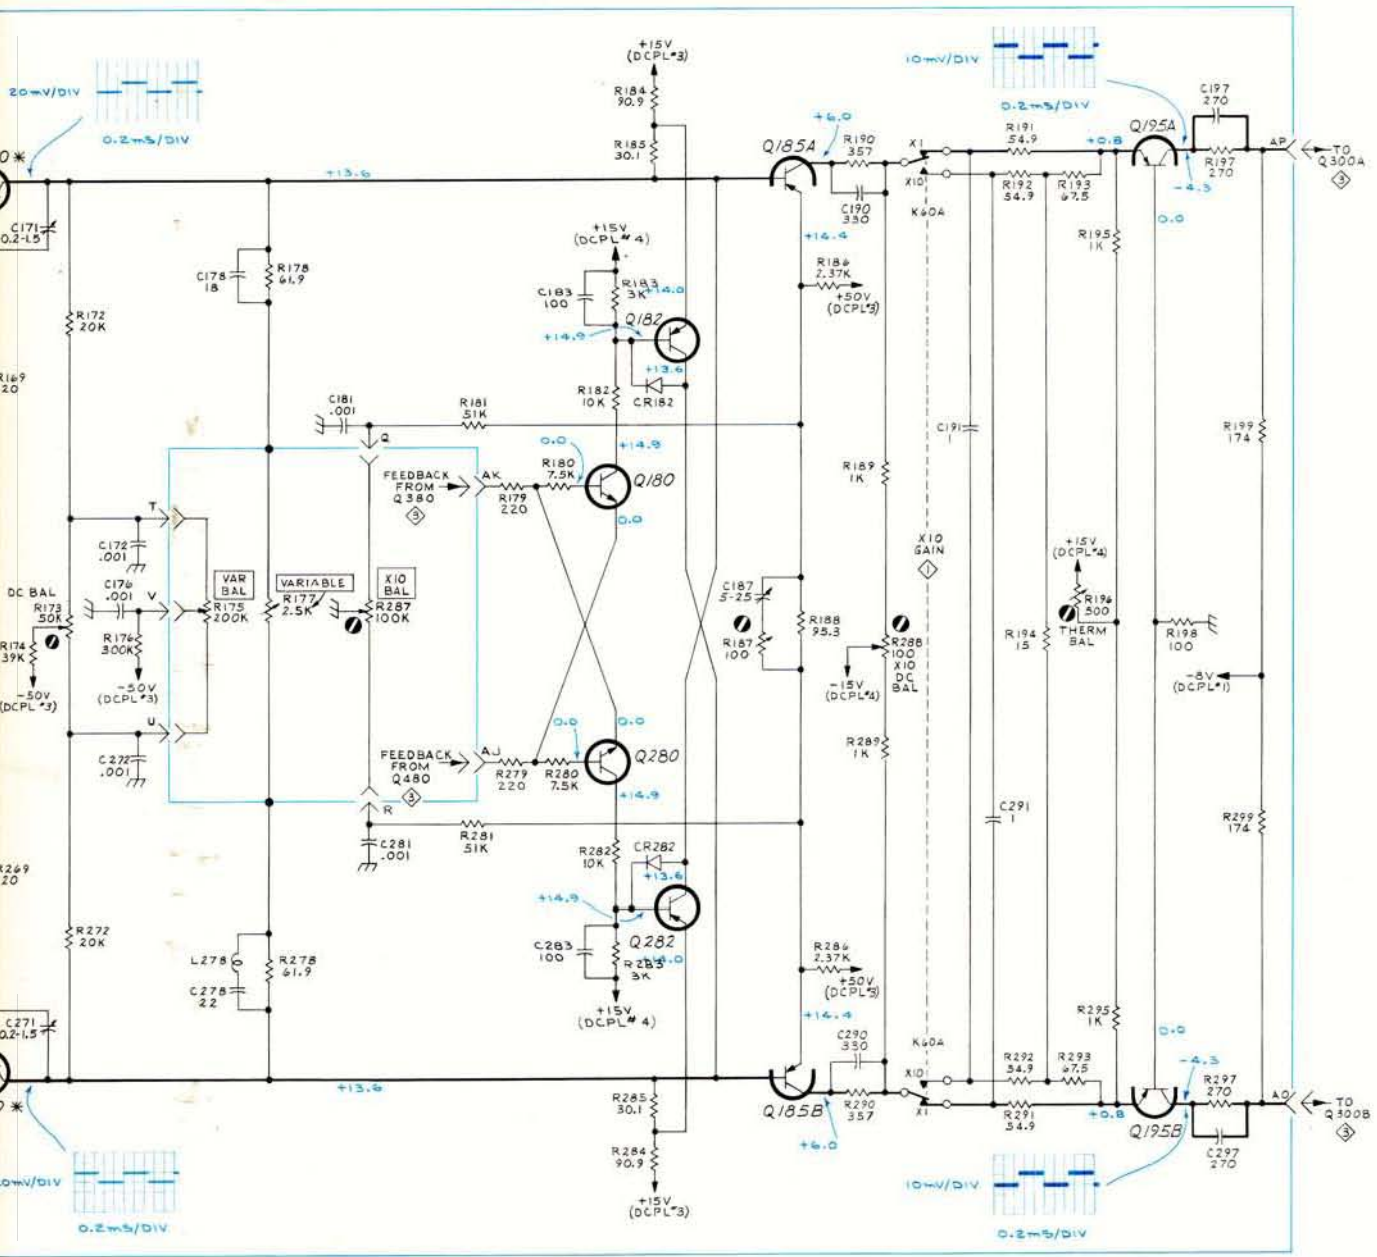 +15V
(DCPL#3)
10mV/DIV
20mV/DIV
0.2mS/DIV
R184
90.9
0.2mS/DIV
C197
270
+6.0
Q185A
R190
357
X1
R191
54.9
+0.8
Q195A
AP
TO
Q300A
3
R185
30.1
R197
270
+13.6
X10
R192
54.9
R193
67.5
-4.3
C190
330
K60A
C171
0.2-1.5
+15V
(DCPL#4)
+14.4
R195
1K
0.0
C178
18
R178
61.9
C183
100
R183
3K
+14.0
R186
2.37K
+50V
(DCPL#3)
R172
20K
Q182
+14.9
+13.6
R169
20
CR182
R182
10K
C181
.001
R181
51K
Q
+14.9
C191
1
R199
174
0.0
FEEDBACK
FROM
Q380
3
AK
R180
7.5K
R179
220
Q180
R189
1K
0.0
T
C172
.001
X10
GAIN
1
+15V
(DCPL#4)
DC BAL
R173
50K
C176
.001
V
VAR
BAL
R175
200K
VARIABLE
R177
2.5K
X10
BAL
R287
100K
C187
5-25
R187
100
R188
95.3
R196
500
THERM
BAL
R174
39K
R176
300K
R288
100
X10
DC
BAL
R194
15
R198
100
-50V
(DCPL#3)
-50V
(DCPL#3)
-15V
(DCPL#4)
-8V
(DCPL#1)
U
0.0
0.0
C272
.001
FEEDBACK
FROM
Q480
3
AJ
R279
220
R280
7.5K
Q280
R289
1K
+14.9
R
R281
51K
C291
1
R299
174
C281
.001
R282
10K
CR282
+13.6
R269
20
+14.9
R272
20K
Q282
C283
100
R283
3K
+14.0
L278
C278
22
R278
61.9
R286
2.37K
+50V
(DCPL#3)
+15V
(DCPL#4)
R295
1K
C271
0.2-1.5
+14.4
0.0
C290
330
K60A
-4.3
X10
R292
54.9
R293
67.5
R297
270
+13.6
R285
30.1
Q185B
R290
357
X1
R291
54.9
+0.8
Q195B
AO
TO
Q300B
3
+6.0
R284
90.9
C297
270
10mV/DIV
+15V
(DCPL#3)
0.2mS/DIV
0.2mS/DIV